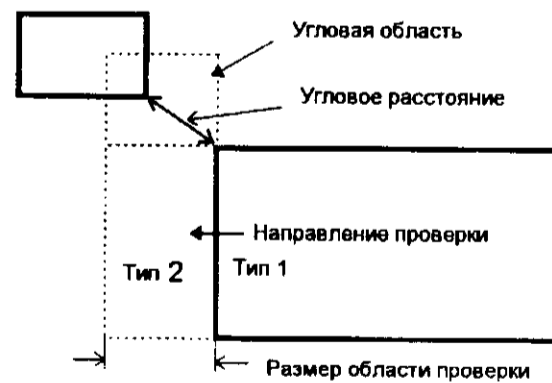 Угловая область
Угловое расстояние
Направление проверки
Тип 2
Тип 1
Размер области проверки